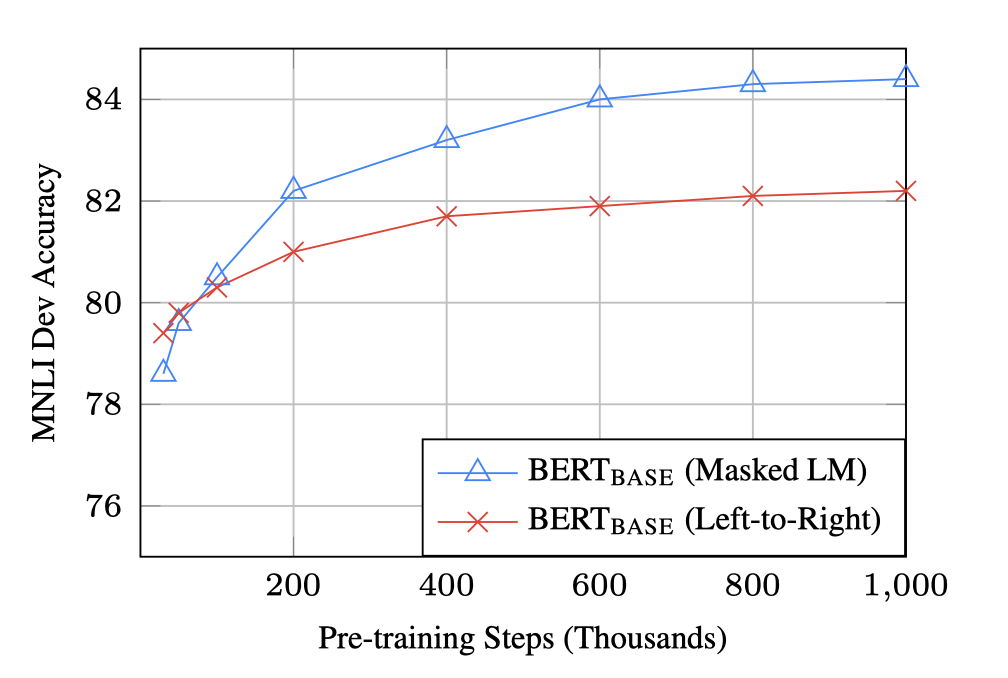 84
82
80
78
76
MNLI Dev Accuracy
BERTBASE (Masked LM)
BERTBASE (Left-to-Right)
200 400 600 800 1,000
Pre-training Steps (Thousands)